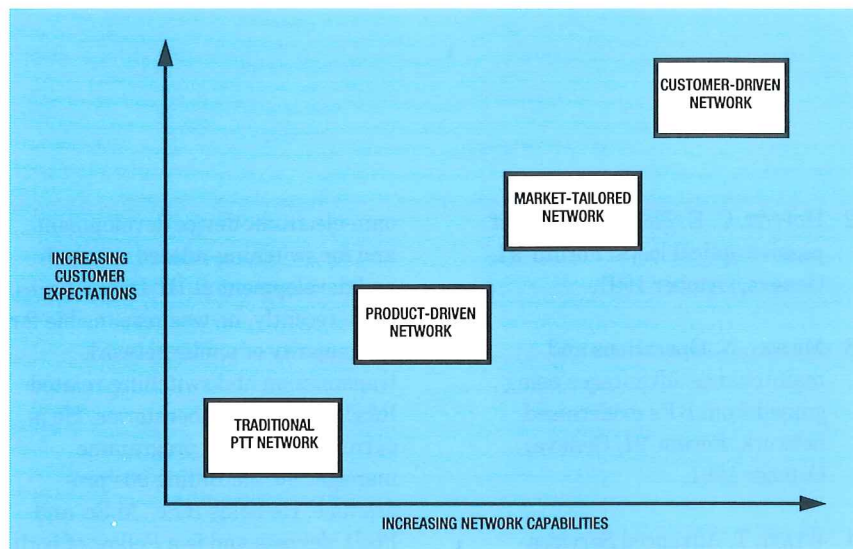 CUSTOMER-DRIVEN
NETWORK
MARKET-TAILORED
NETWORK
INCREASING
CUSTOMER
EXPECTATIONS
PRODUCT-DRIVEN
NETWORK
TRADITIONAL
PTT NETWORK
INCREASING NETWORK CAPABILITIES